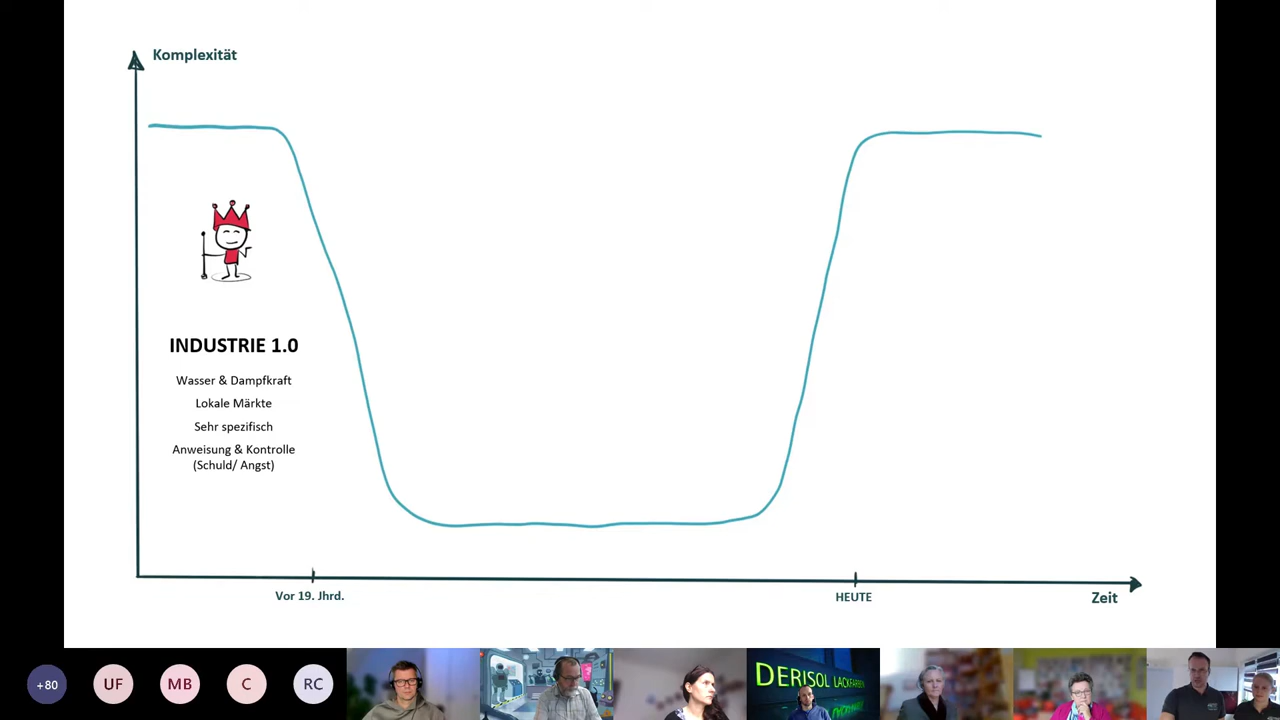 Komplexität
INDUSTRIE 1.0
Wasser & Dampfkraft
Lokale Märkte
Sehr spezifisch
Anweisung & Kontrolle
(Schuld/ Angst)
Vor 19. Jhrd.
HEUTE
Zeit
+80
UF
MB
C
RC
DERISOL LACKFARBEN